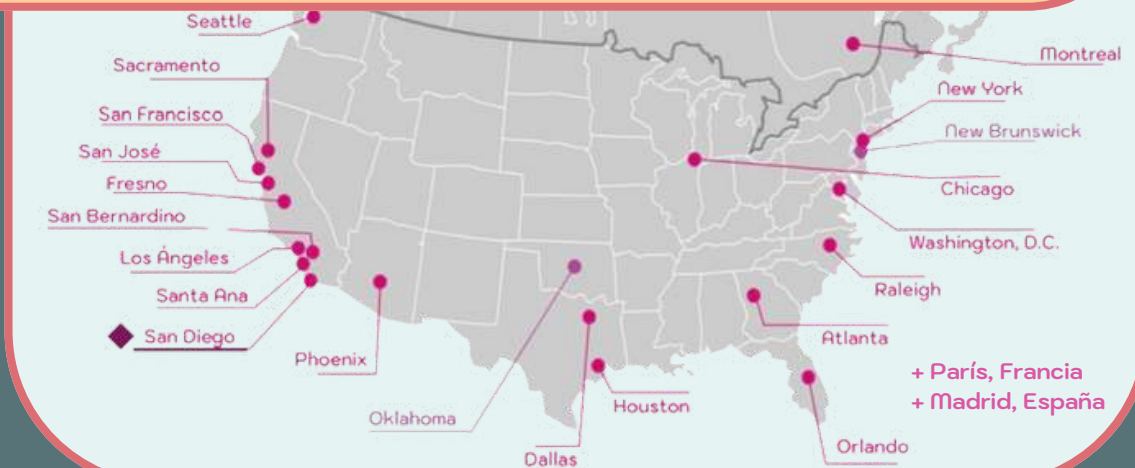 Seattle
Sacramento
San Francisco
San José
Fresno
San Bernardino
Los Ángeles
Santa Ana
San Diego
Phoenix
Oklahoma
Dallas
Houston
Montreal
New York
New Brunswick
Chicago
Washington, D.C.
Raleigh
Atlanta
+ París, Francia
+ Madrid, España
Orlando